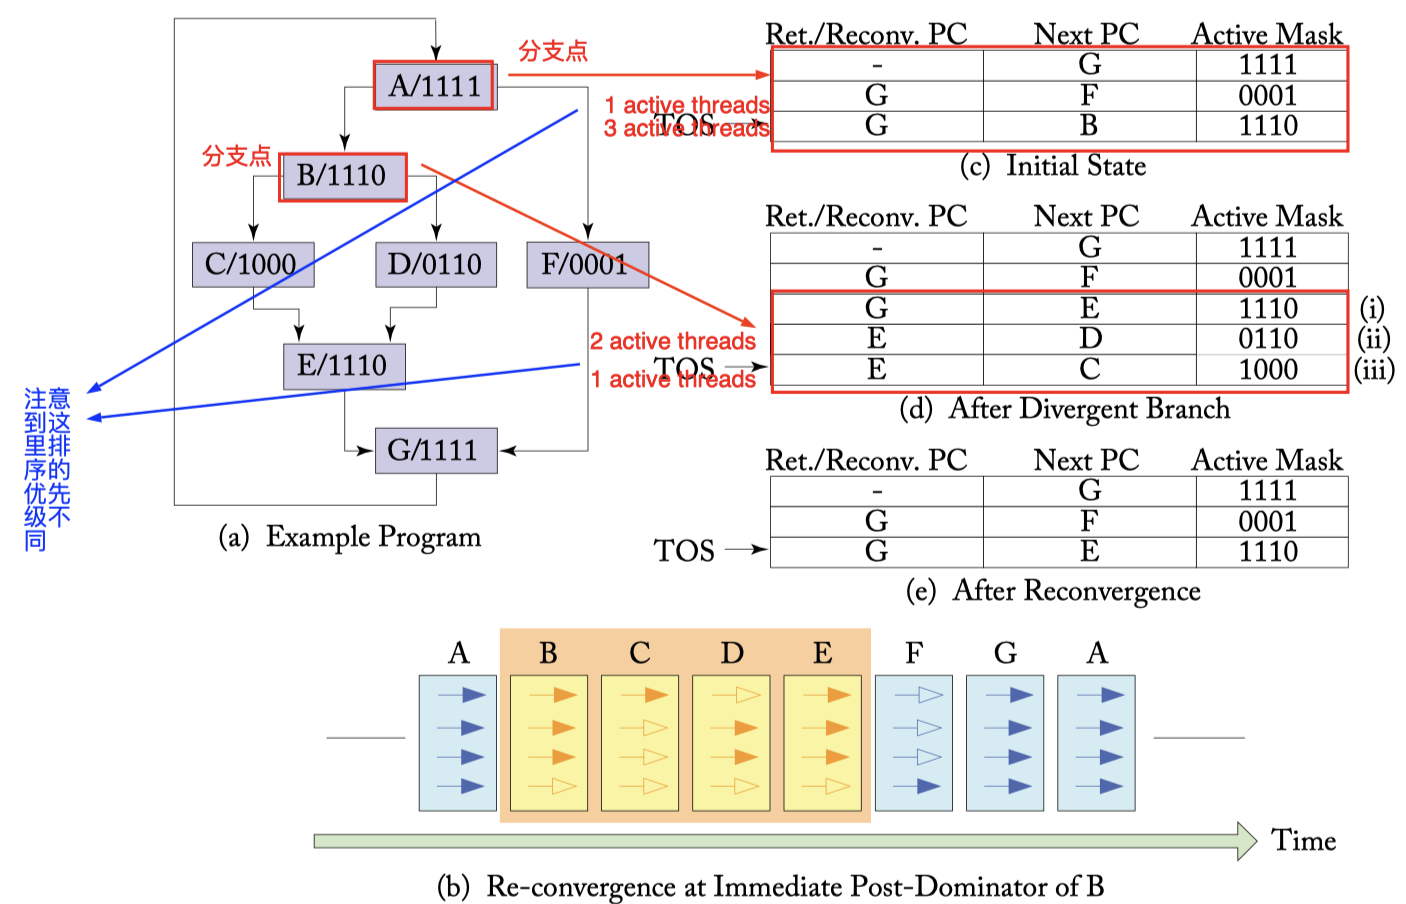 Ret./Reconv. PC Next PC Active Mask
分支点
- G 1111
A/1111
G F 0001
1 active threads
TOS G B 1110
3 active threads
(c) Initial State
分支点
B/1110
Ret./Reconv. PC Next PC Active Mask
- G 1111
C/1000 D/0110 F/0001
G F 0001
G E 1110 (i)
2 active threads
E D 0110 (ii)
E/1110
TOS E C 1000 (iii)
1 active threads
(d) After Divergent Branch
注意
到这
里排
序的
优先
级不
同
G/1111
Ret./Reconv. PC Next PC Active Mask
- G 1111
G F 0001
(a) Example Program
TOS G E 1110
(e) After Reconvergence
A B C D E F G A
Time
(b) Re-convergence at Immediate Post-Dominator of B